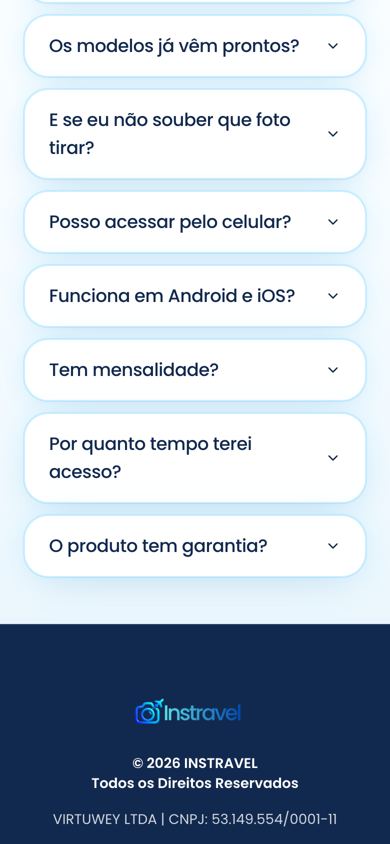 Os modelos já vêm prontos?
E se eu não souber que foto
tirar?
Posso acessar pelo celular?
Funciona em Android e iOS?
Tem mensalidade?
Por quanto tempo terei
acesso?
O produto tem garantia?
Instravel
© 2026 INSTRAVEL
Todos os Direitos Reservados
VIRTUWEY LTDA | CNPJ: 53.149.554/0001-11